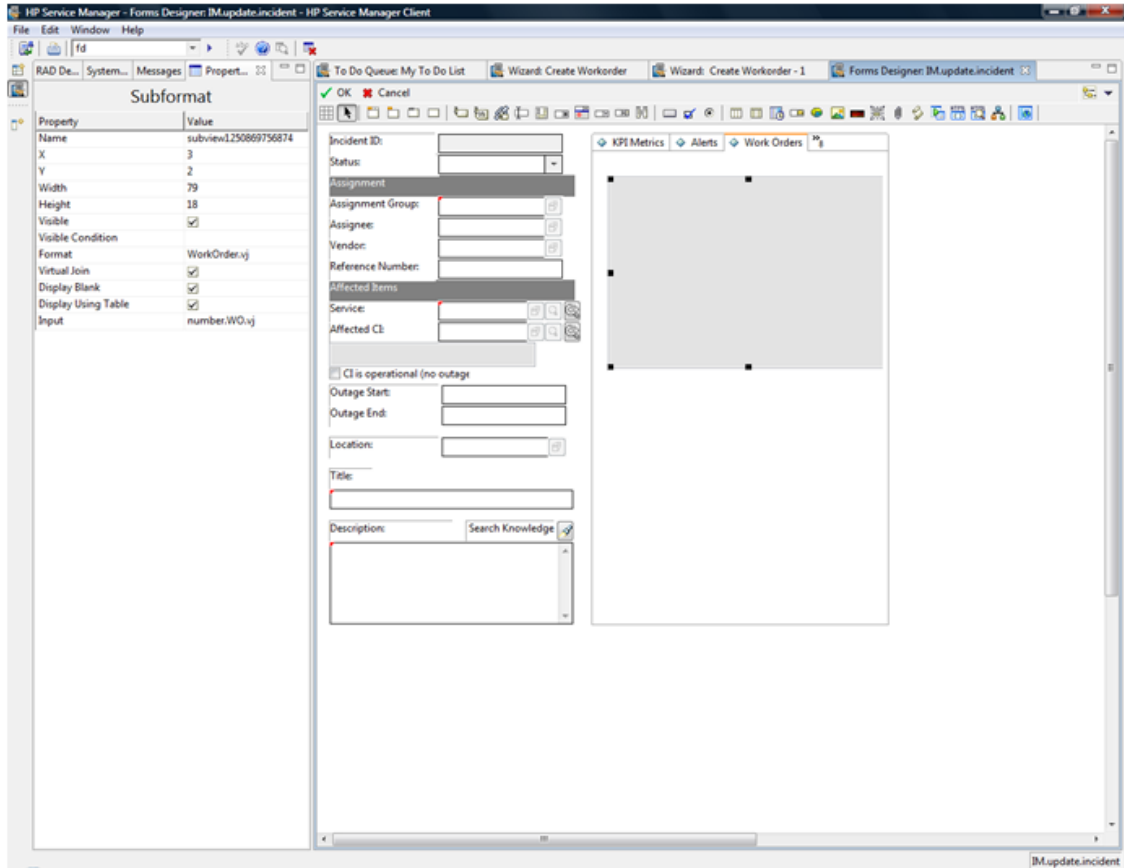 HP Service Manager - Forms Designer: IM.update.incident - HP Service Manager Client
File Edit Window Help
fd
RAD De... System... Messages Propert...
To Do Queue: My To Do List Wizard: Create Workorder Wizard: Create Workorder - 1 Forms Designer: IM.update.incident
Subformat
OK Cancel
Property Value
Name subview1250869756874
X 3
Y 2
Width 79
Height 18
Visible
Visible Condition
Format WorkOrder.vj
Virtual Join
Display Blank
Display Using Table
Input number.WO.vj
Incident ID:
Status:
Assignment
Assignment Group:
Assignee:
Vendor:
Reference Number:
Affected Items
Service:
Affected CI:
CI is operational (no outage
Outage Start:
Outage End:
Location:
Title:
Description: Search Knowledge
KPI Metrics Alerts Work Orders »8
IM.update.incident